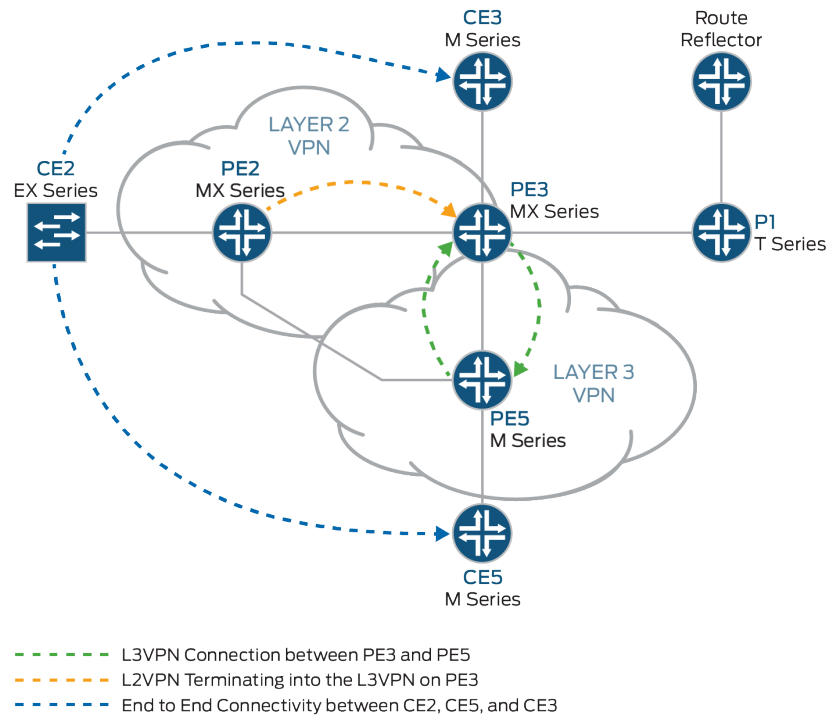 CE3
M Series
Route
Reflector
LAYER 2
VPN
CE2
EX Series
PE2
MX Series
PE3
MX Series
P1
T Series
LAYER 3
VPN
PE5
M Series
CE5
M Series
L3VPN Connection between PE3 and PE5
L2VPN Terminating into the L3VPN on PE3
End to End Connectivity between CE2, CE5, and CE3